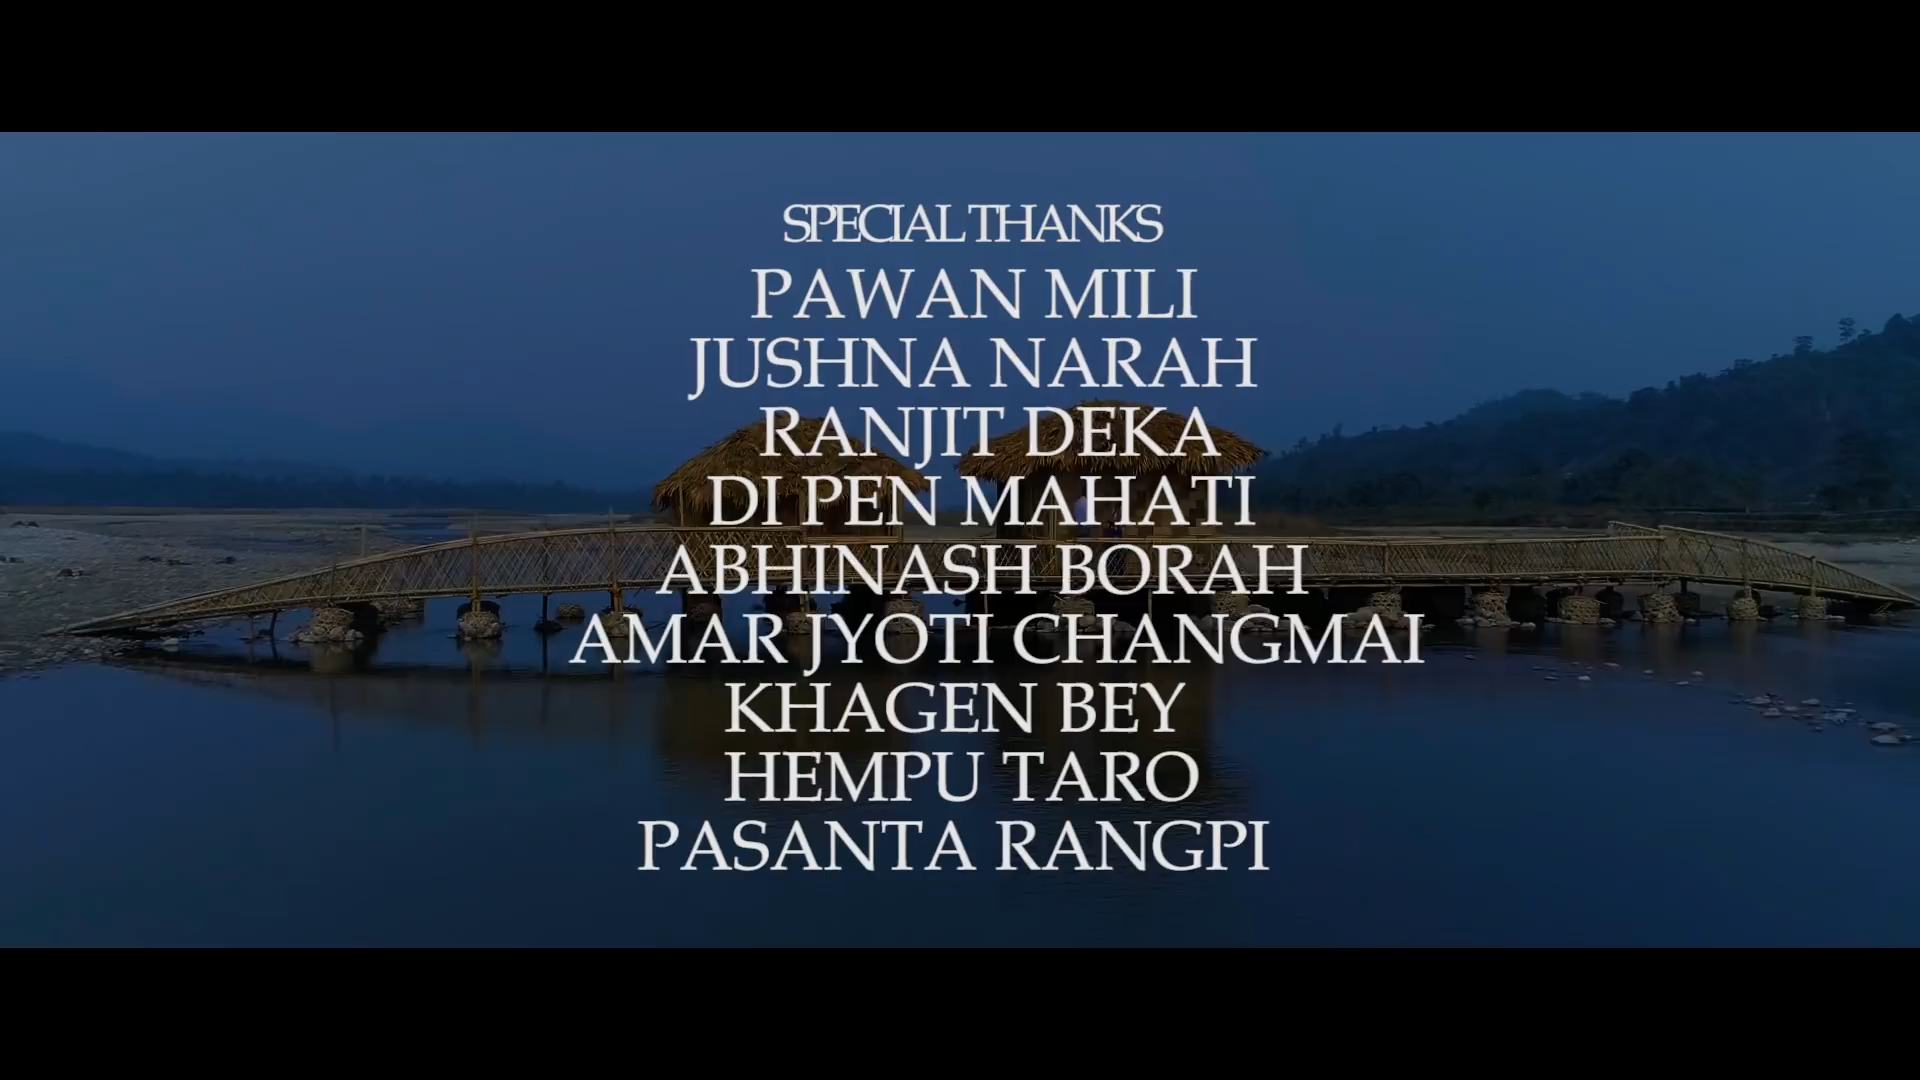 SPECIAL THANKS
PAWAN MILI
JUSHNA NARAH
RANJIT DEKA
DI PEN MAHATI
ABHINASH BORAH
AMAR JYOTI CHANGMAI
KHAGEN BEY
HEMPU TARO
PASANTA RANGPI